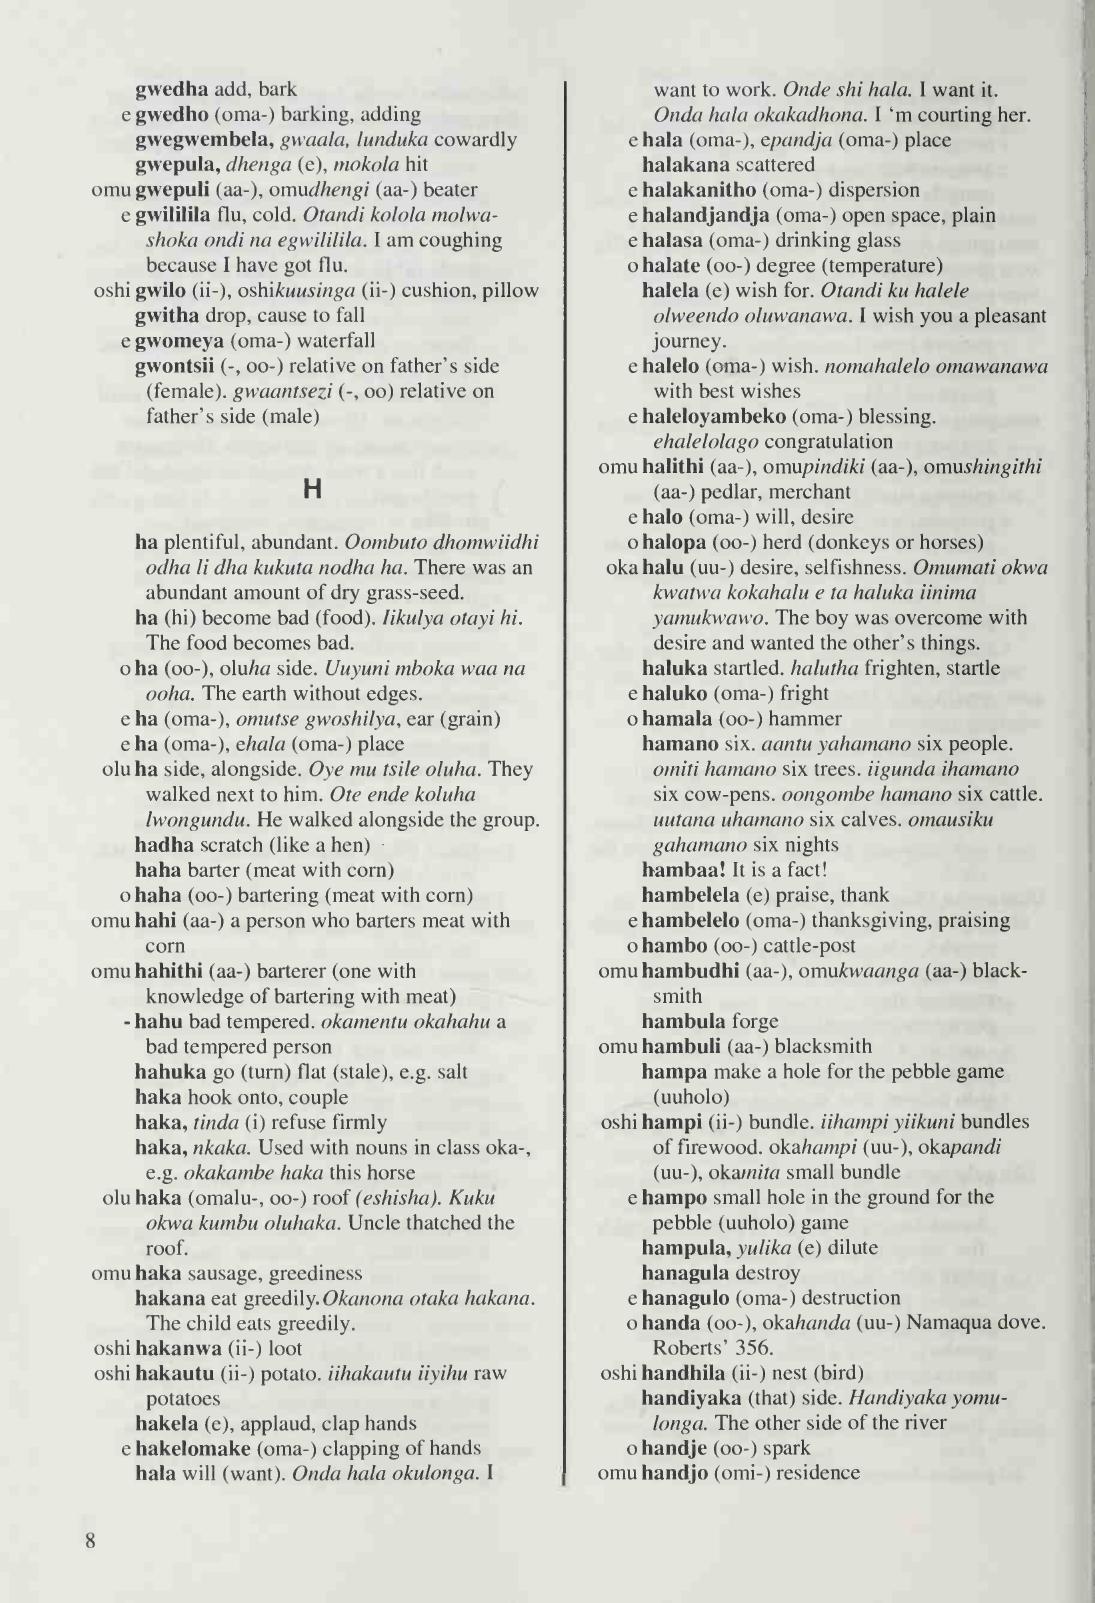 gwedha add, bark
e gwedho (oma-) barking, adding
gwegwembela, gwaala, lunduka cowardly
gwepula, dhenga (e), mokola hit
omu gwepuli (aa-), omudhengi (aa-) beater
e gwililila flu, cold. Otandi kolola molwa-
shoka ondi na egwililila. I am coughing
because I have got flu.
oshi gwilo (ii-), oshikuusinga (ii-) cushion, pillow
gwitha drop, cause to fall
e gwomeya (oma-) waterfall
gwontsii (-, oo-) relative on father's side
(female). gwaantsezi (-, oo) relative on
father's side (male)
H
ha plentiful, abundant. Oombuto dhomwiidhi
odha li dha kukuta nodha ha. There was an
abundant amount of dry grass-seed.
ha (hi) become bad (food). Iikulya otayi hi.
The food becomes bad.
o ha (oo-), oluha side. Uuyuni mboka waa na
ooha. The earth without edges.
e ha (oma-), omutse gwoshilya, ear (grain)
e ha (oma-), ehala (oma-) place
olu ha side, alongside. Oye mu tsile oluha. They
walked next to him. Ote ende koluha
lwongundu. He walked alongside the group.
hadha scratch (like a hen)
haha barter (meat with corn)
o haha (oo-) bartering (meat with corn)
omu hahi (aa-) a person who barters meat with
corn
omu hahithi (aa-) barterer (one with
knowledge of bartering with meat)
- hahu bad tempered. okamentu okahahu a
bad tempered person
hahuka go (turn) flat (stale), e.g. salt
haka hook onto, couple
haka, tinda (i) refuse firmly
haka, nkaka. Used with nouns in class oka-,
e.g. okakambe haka this horse
olu haka (omalu-, oo-) roof (eshisha). Kuku
okwa kumbu oluhaka. Uncle thatched the
roof.
omu haka sausage, greediness
hakana eat greedily. Okanona otaka hakana.
The child eats greedily.
oshi hakanwa (ii-) loot
oshi hakautu (ii-) potato. iihakautu iiyihu raw
potatoes
hakela (e), applaud, clap hands
e hakelomake (oma-) clapping of hands
hala will (want). Onda hala okulonga. I
want to work. Onde shi hala. I want it.
Onda hala okakadhona. I 'm courting her.
e hala (oma-), epandja (oma-) place
halakana scattered
e halakanitho (oma-) dispersion
e halandjandja (oma-) open space, plain
e halasa (oma-) drinking glass
o halate (oo-) degree (temperature)
halela (e) wish for. Otandi ku halele
olweendo oluwanawa. I wish you a pleasant
journey.
e halelo (oma-) wish. nomahalelo omawanawa
with best wishes
e haleloyambeko (oma-) blessing.
ehalelolago congratulation
omu halithi (aa-), omupindiki (aa-), omushingithi
(aa-) pedlar, merchant
e halo (oma-) will, desire
o halopa (oo-) herd (donkeys or horses)
oka halu (uu-) desire, selfishness. Omumati okwa
kwatwa kokahalu e ta haluka iinima
yamukwawo. The boy was overcome with
desire and wanted the other's things.
haluka startled. halutha frighten, startle
e haluko (oma-) fright
o hamala (oo-) hammer
hamano six. aantu yahamano six people.
omiti hamano six trees. iigunda ihamano
six cow-pens. oongombe hamano six cattle.
uutana uhamano six calves. omausiku
gahamano six nights
hambaa! It is a fact!
hambelela (e) praise, thank
e hambelelo (oma-) thanksgiving, praising
o hambo (oo-) cattle-post
omu hambudhi (aa-), omukwaanga (aa-) black-
smith
hambula forge
omu hambuli (aa-) blacksmith
hampa make a hole for the pebble game
(uuholo)
oshi hampi (ii-) bundle. iihampi yiikuni bundles
of firewood. okahampi (uu-), okapandi
(uu-), okamita small bundle
e hampo small hole in the ground for the
pebble (uuholo) game
hampula, yulika (e) dilute
hanagula destroy
e hanagulo (oma-) destruction
o handa (oo-), okahanda (uu-) Namaqua dove.
Roberts' 356.
oshi handhila (ii-) nest (bird)
handiyaka (that) side. Handiyaka yomu-
longa. The other side of the river
o handje (oo-) spark
omu handjo (omi-) residence
8